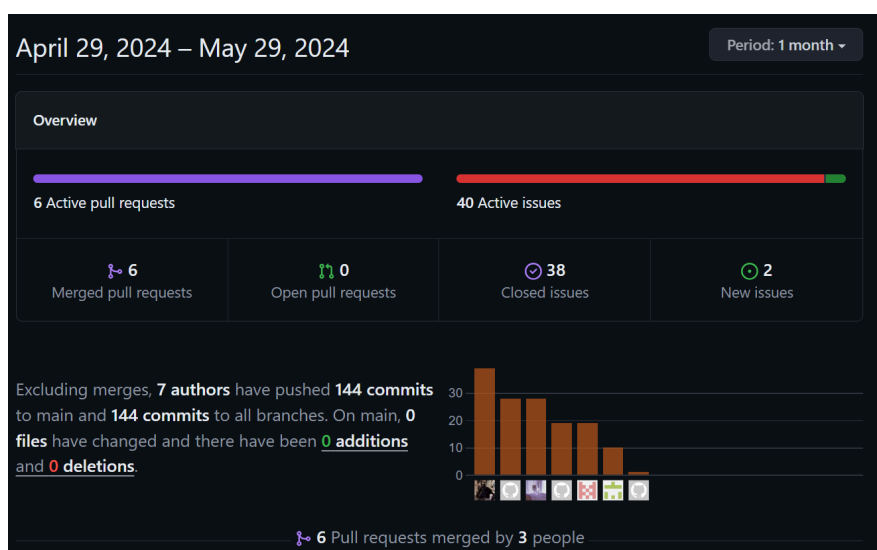 April 29, 2024 – May 29, 2024
Period: 1 month
Overview
6 Active pull requests
40 Active issues
6
Merged pull requests
0
Open pull requests
38
Closed issues
2
New issues
Excluding merges, 7 authors have pushed 144 commits
to main and 144 commits to all branches. On main, 0
files have changed and there have been 0 additions
and 0 deletions.
30
20
10
0
6 Pull requests merged by 3 people